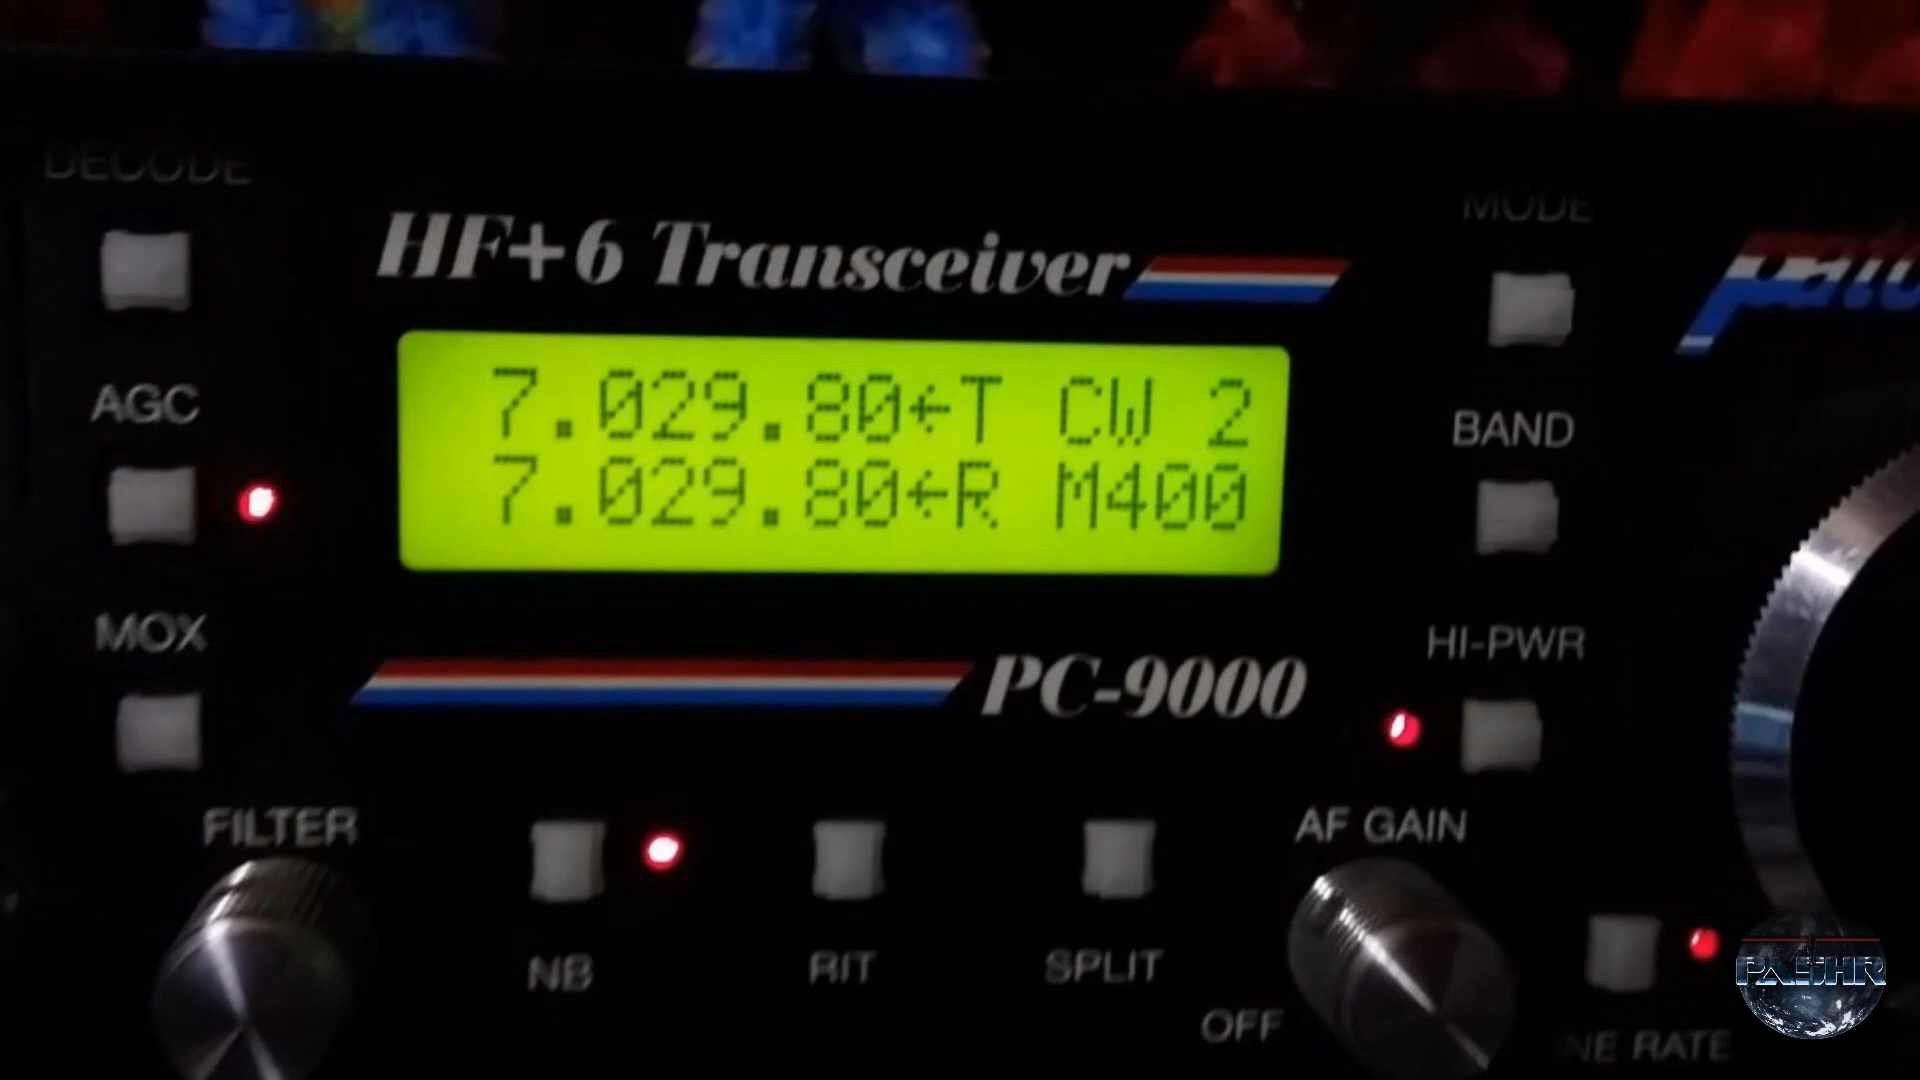 DECODE
MODE
HF+6 Transceiver
7.029.80←T CW 2
7.029.80←R M400
AGC
BAND
MOX
HI-PWR
PC-9000
FILTER
AF GAIN
NB
RIT
SPLIT
OFF
RATE
PA5HR